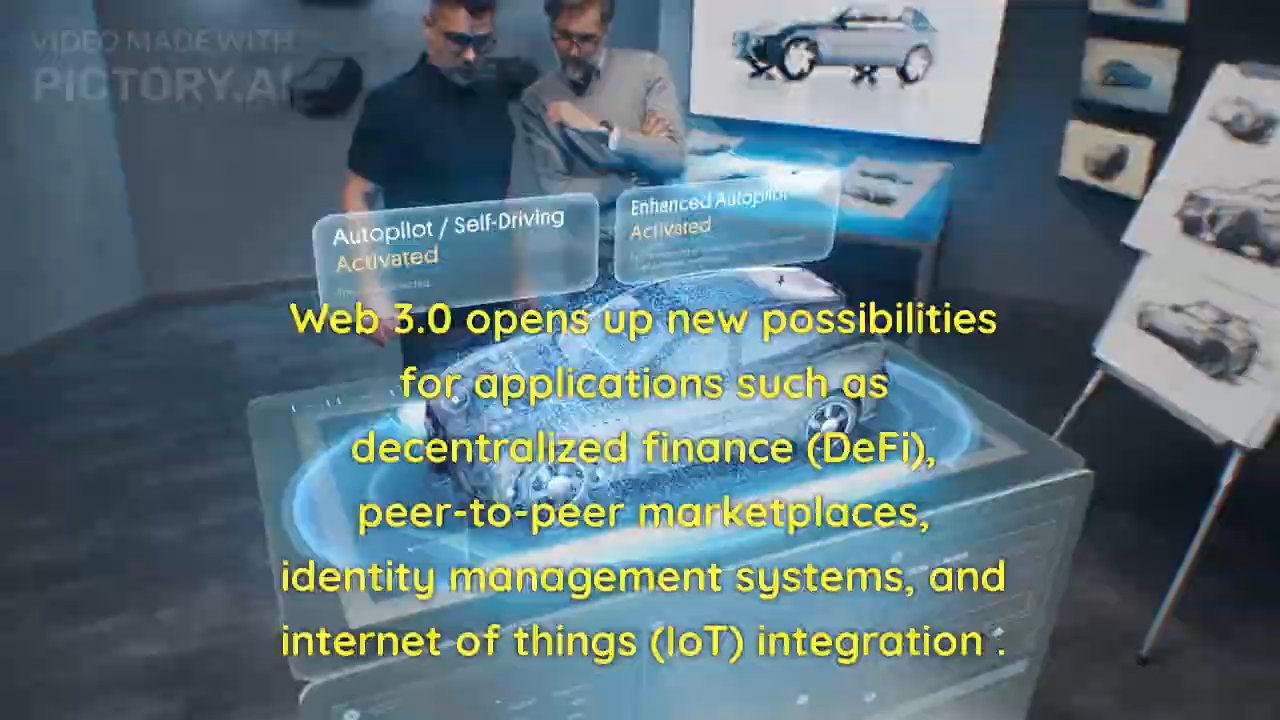 VIDEO MADE WITH
PICTORY.AI
Autopilot / Self-Driving
Activated
Enhanced Autopilot
Activated
Web 3.0 opens up new possibilities
for applications such as
decentralized finance (DeFi),
peer-to-peer marketplaces,
identity management systems, and
internet of things (IoT) integration .